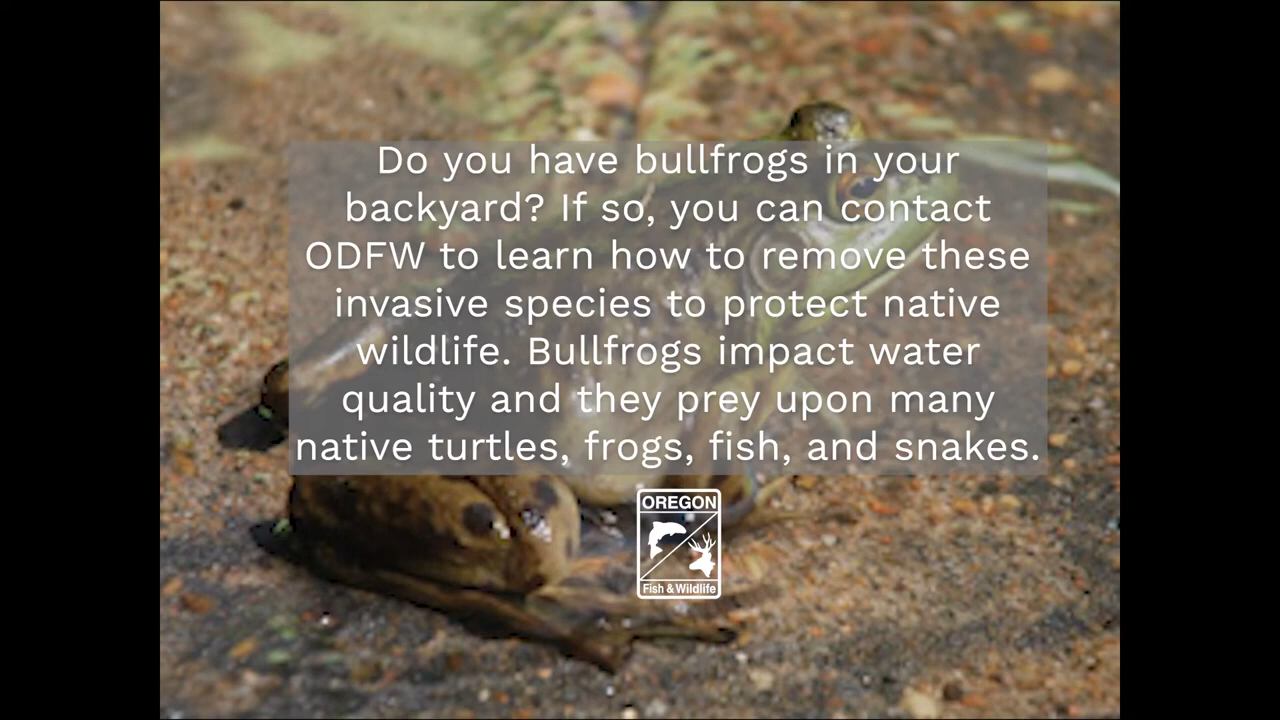 Do you have bullfrogs in your
backyard? If so, you can contact
ODFW to learn how to remove these
invasive species to protect native
wildlife. Bullfrogs impact water
quality and they prey upon many
native turtles, frogs, fish, and snakes.
OREGON
Fish & Wildlife